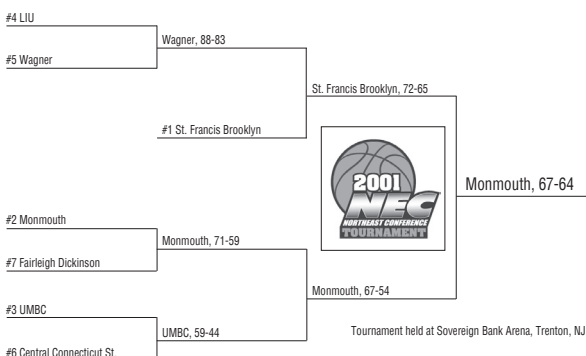 #4 LIU
Wagner, 88-83
#5 Wagner
St. Francis Brooklyn, 72-65
#1 St. Francis Brooklyn
2001
NEC
NORTHEAST CONFERENCE
TOURNAMENT
Monmouth, 67-64
#2 Monmouth
Monmouth, 71-59
#7 Fairleigh Dickinson
Monmouth, 67-54
#3 UMBC
UMBC, 59-44
Tournament held at Sovereign Bank Arena, Trenton, NJ
#6 Central Connecticut St.